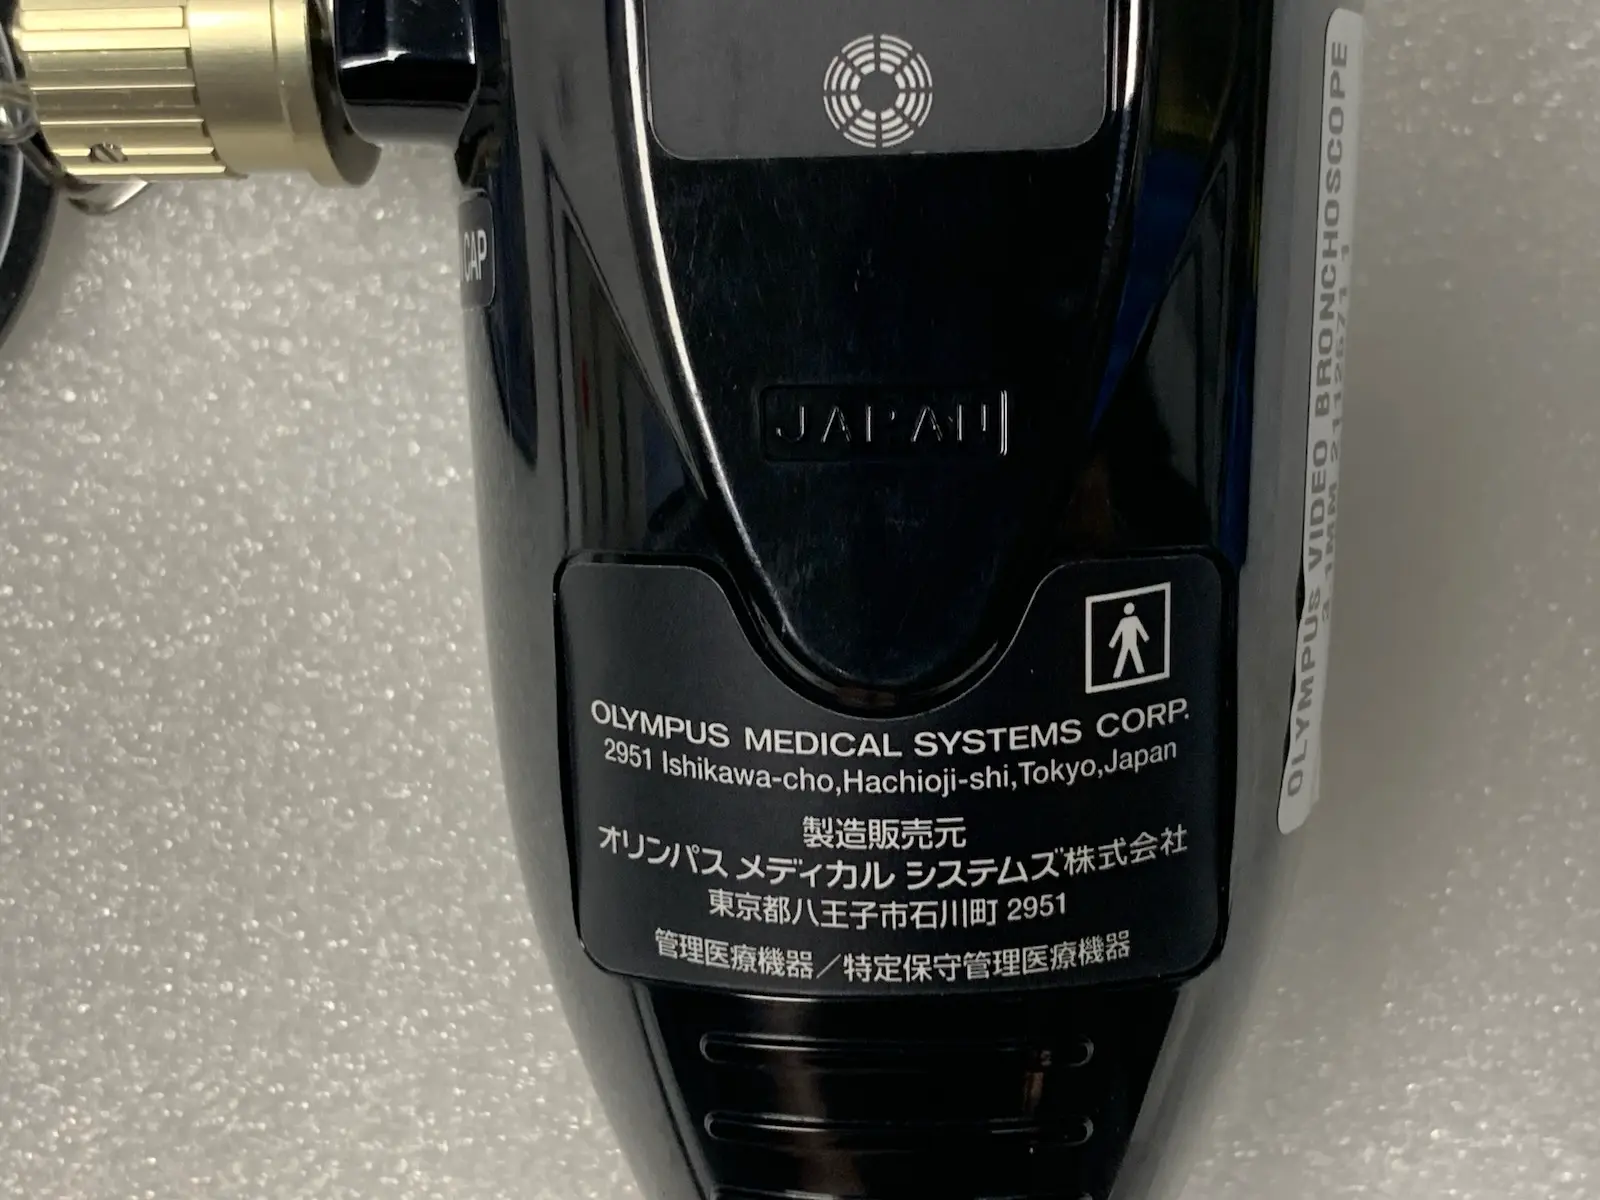 CAP
JAPAN
OLYMPUS MEDICAL SYSTEMS CORP.
2951 Ishikawa-cho,Hachioji-shi,Tokyo,Japan
製造販売元
オリンパス メディカル システムズ株式会社
東京都八王子市石川町 2951
管理医療機器／特定保守管理医療機器
OLYMPUS VIDEO BRONCHOSCOPE